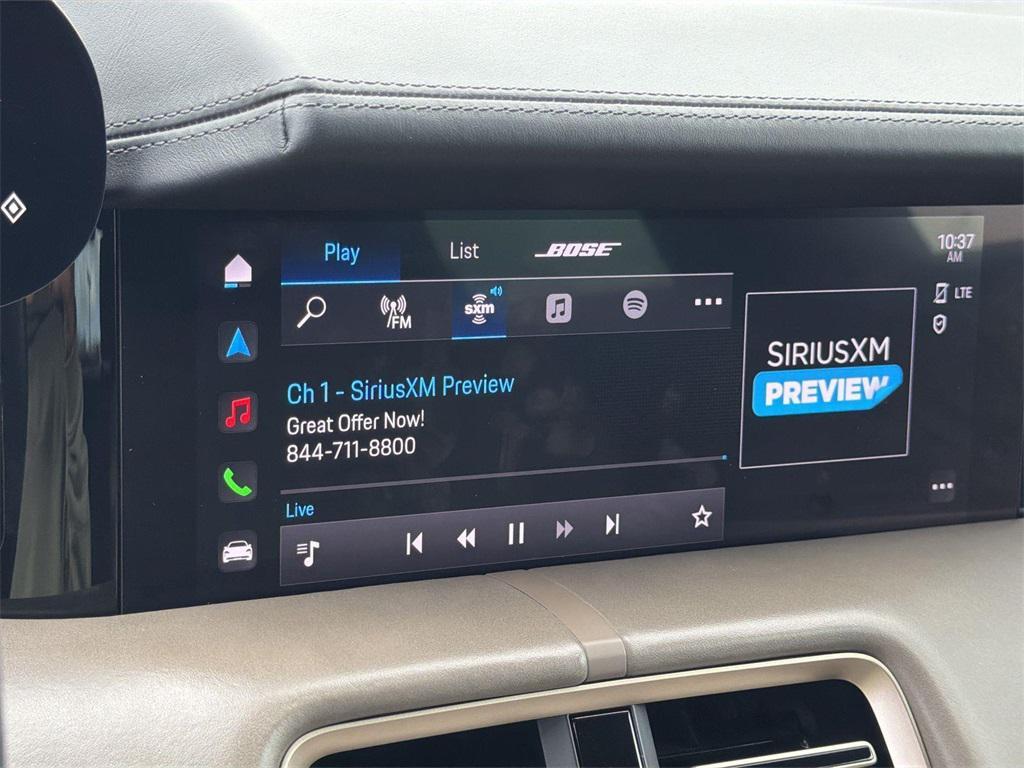 Play
List
BOSE
10:37
AM
/FM
sxm
LTE
SIRIUSXM
PREVIEW
Ch 1 - SiriusXM Preview
Great Offer Now!
844-711-8800
Live